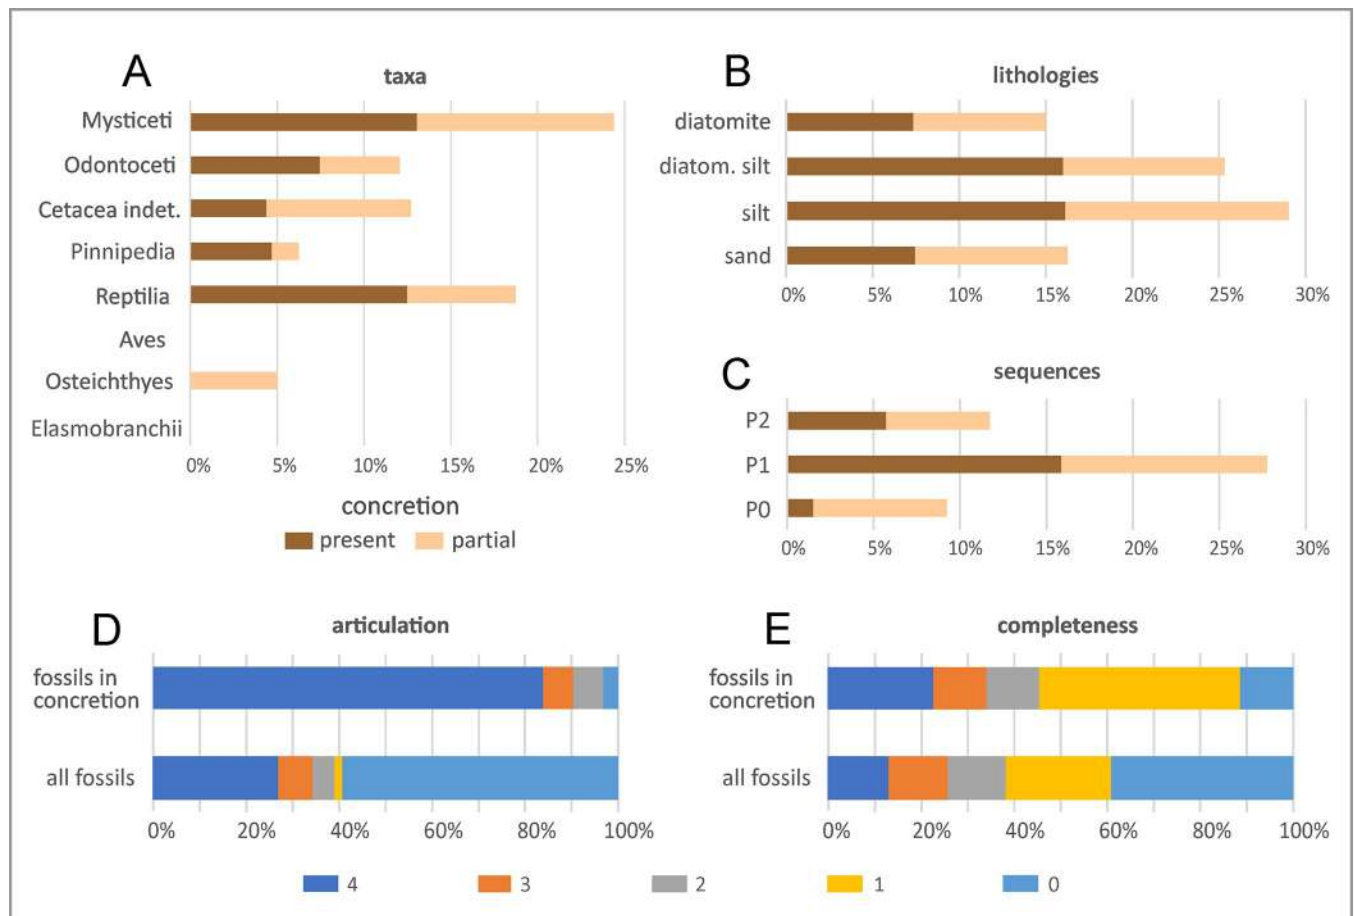 A
taxa
Mysticeti
Odontoceti
Cetacea indet.
Pinnipedia
Reptilia
Aves
Osteichthyes
Elasmobranchii
0% 5% 10% 15% 20% 25%
concretion
present partial
B
lithologies
diatomite
diatom. silt
silt
sand
0% 5% 10% 15% 20% 25% 30%
C
sequences
P2
P1
P0
0% 5% 10% 15% 20% 25% 30%
D
articulation
fossils in
concretion
all fossils
0% 20% 40% 60% 80% 100%
E
completeness
fossils in
concretion
all fossils
0% 20% 40% 60% 80% 100%
4 3 2 1 0